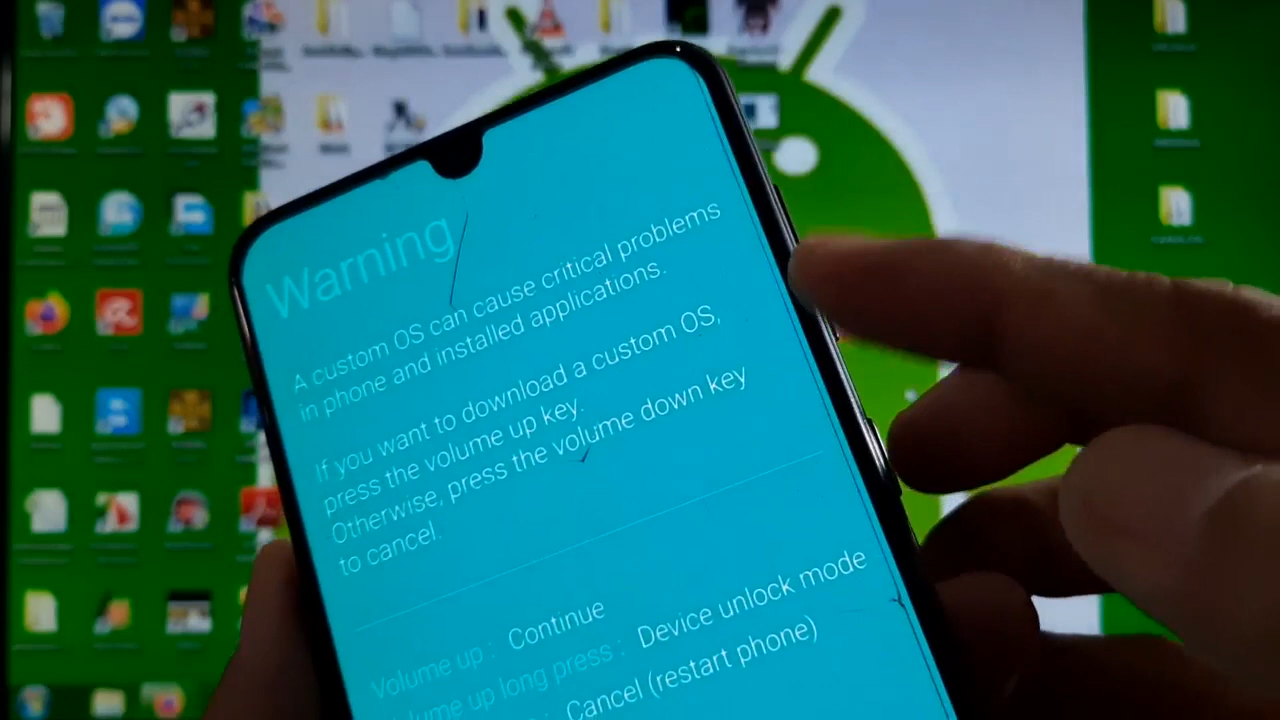 Warning
A custom OS can cause critical problems
in phone and installed applications.
If you want to download a custom OS,
press the volume up key.
Otherwise, press the volume down key
to cancel.
Volume up : Continue
Volume up long press : Device unlock mode
Cancel (restart phone)